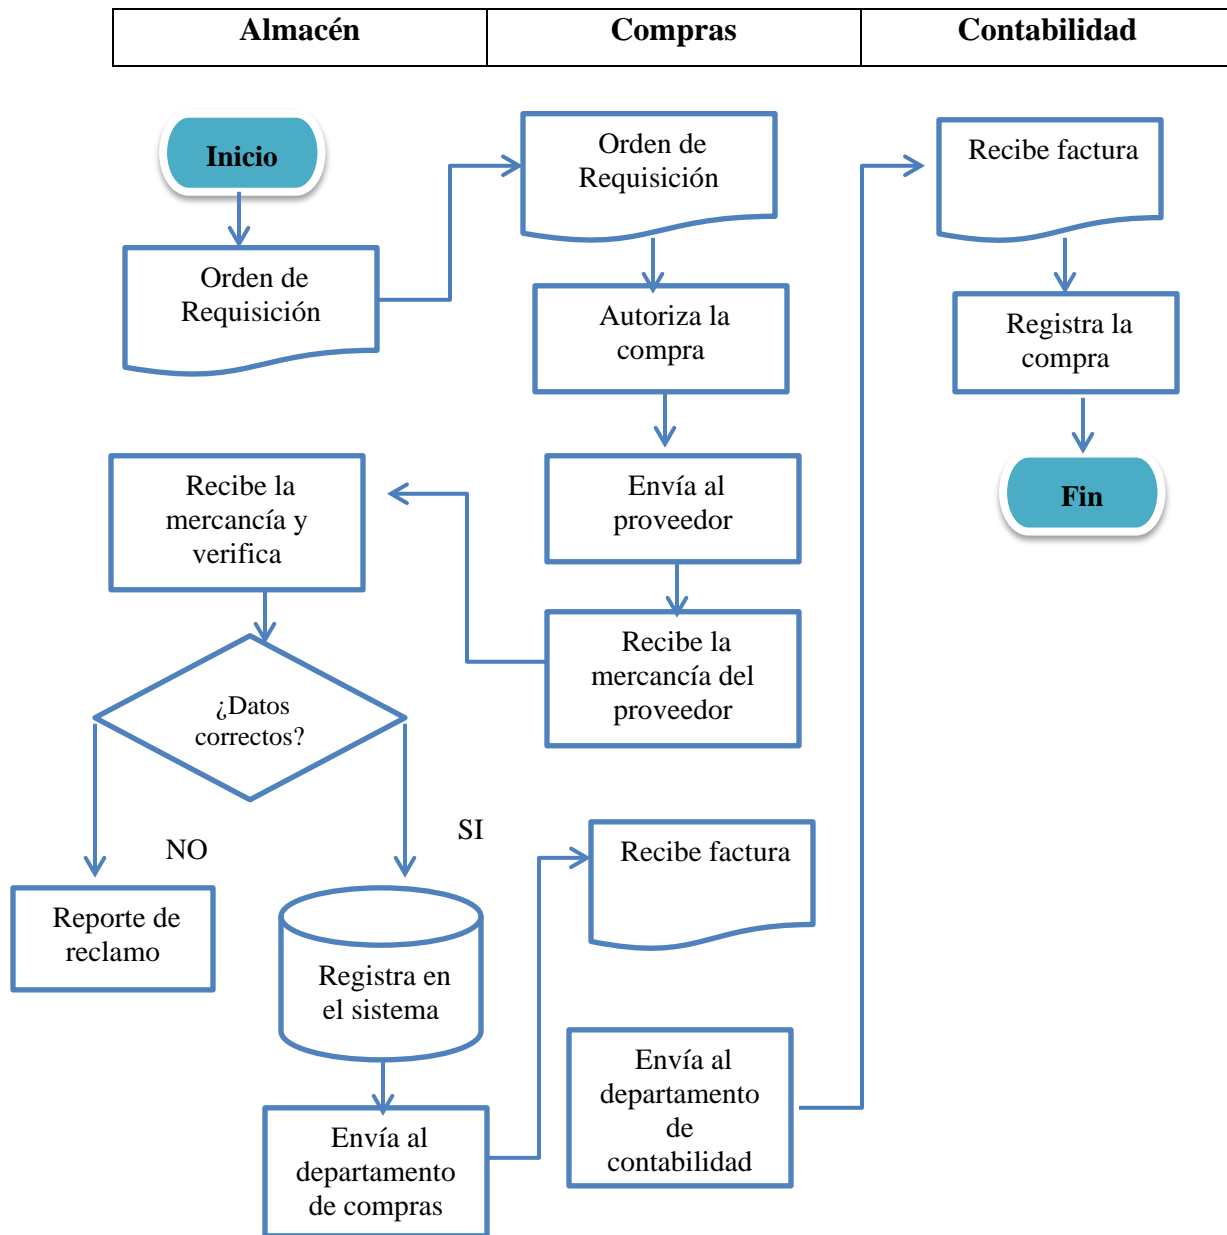 Almacén
Compras
Contabilidad
Inicio
Orden de
Requisición
Orden de
Requisición
Autoriza la
compra
Envía al
proveedor
Recibe la
mercancía del
proveedor
Recibe la
mercancía y
verifica
¿Datos
correctos?
NO
SI
Reporte de
reclamo
Registra en
el sistema
Envía al
departamento
de compras
Recibe factura
Envía al
departamento
de
contabilidad
Recibe factura
Registra la
compra
Fin